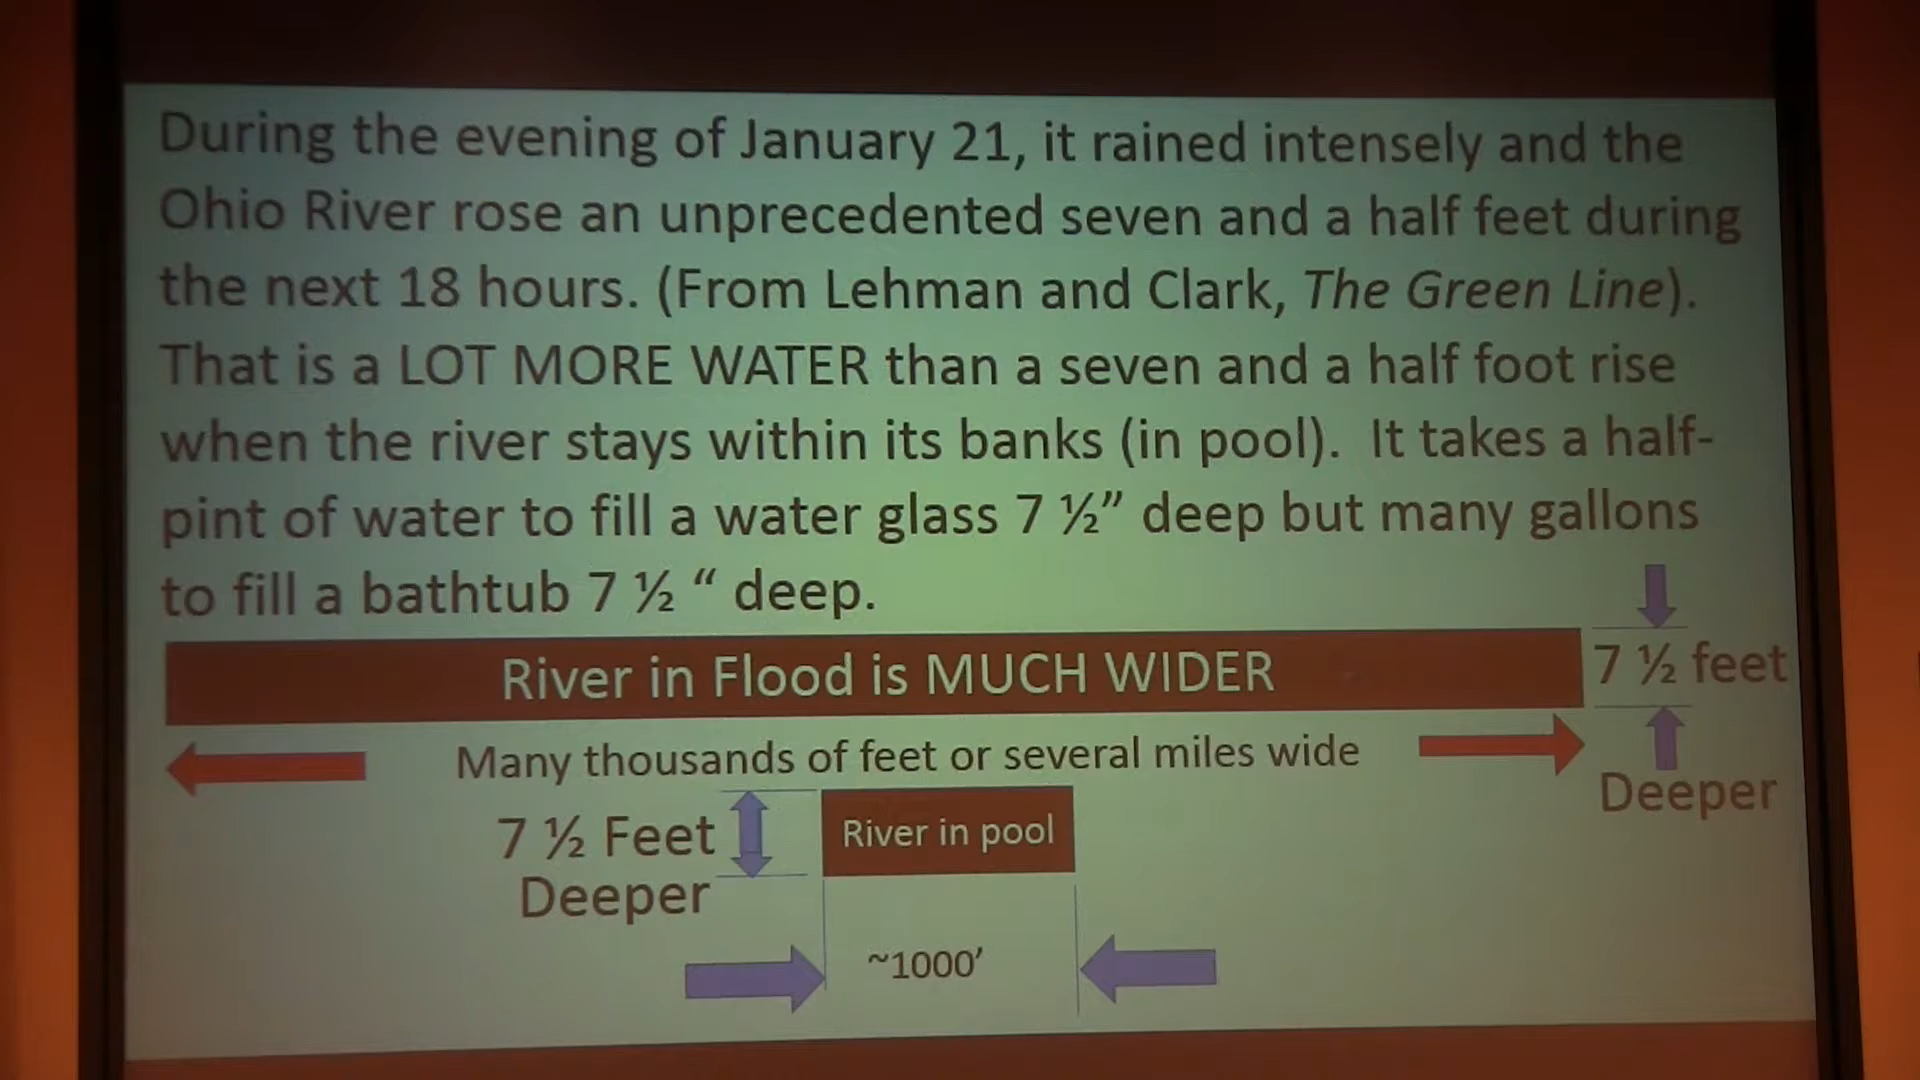 During the evening of January 21, it rained intensely and the
Ohio River rose an unprecedented seven and a half feet during
the next 18 hours. (From Lehman and Clark, The Green Line).
That is a LOT MORE WATER than a seven and a half foot rise
when the river stays within its banks (in pool). It takes a half-
pint of water to fill a water glass 7 ½” deep but many gallons
to fill a bathtub 7 ½ “ deep.
River in Flood is MUCH WIDER
7 ½ feet
Deeper
Many thousands of feet or several miles wide
7 ½ Feet
Deeper
River in pool
~1000’